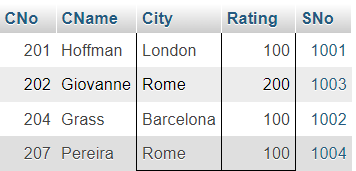 CNo CName City Rating SNo
201 Hoffman London 100 1001
202 Giovanne Rome 200 1003
204 Grass Barcelona 100 1002
207 Pereira Rome 100 1004